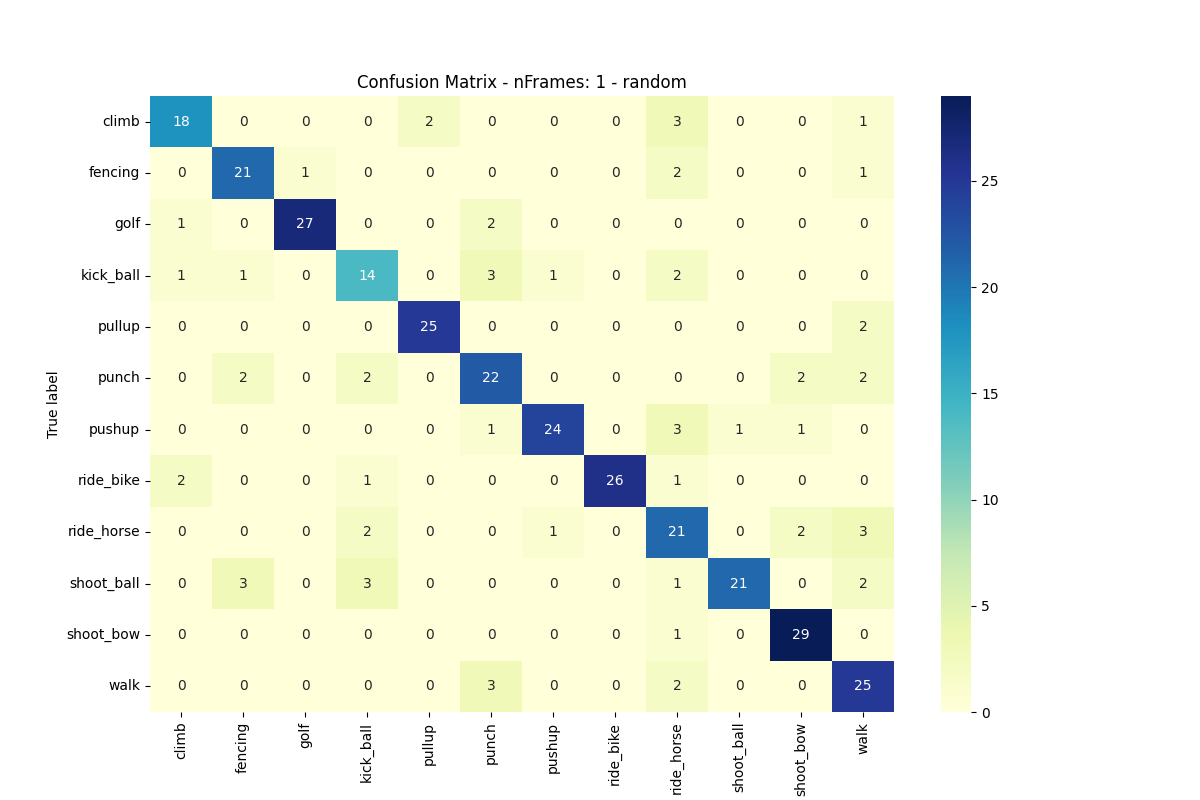 Confusion Matrix - nFrames: 1 - random
climb 18 0 0 0 2 0 0 0 3 0 0 1
fencing 0 21 1 0 0 0 0 0 2 0 0 1
golf 1 0 27 0 0 2 0 0 0 0 0 0
kick_ball 1 1 0 14 0 3 1 0 2 0 0 0
pullup 0 0 0 0 25 0 0 0 0 0 0 2
punch 0 2 0 2 0 22 0 0 0 0 2 2
pushup 0 0 0 0 0 1 24 0 3 1 1 0
ride_bike 2 0 0 1 0 0 0 26 1 0 0 0
ride_horse 0 0 0 2 0 0 1 0 21 0 2 3
shoot_ball 0 3 0 3 0 0 0 0 1 21 0 2
shoot_bow 0 0 0 0 0 0 0 0 1 0 29 0
walk 0 0 0 0 0 3 0 0 2 0 0 25
True label
climb fencing golf kick_ball pullup punch pushup ride_bike ride_horse shoot_ball shoot_bow walk
25
20
15
10
5
0